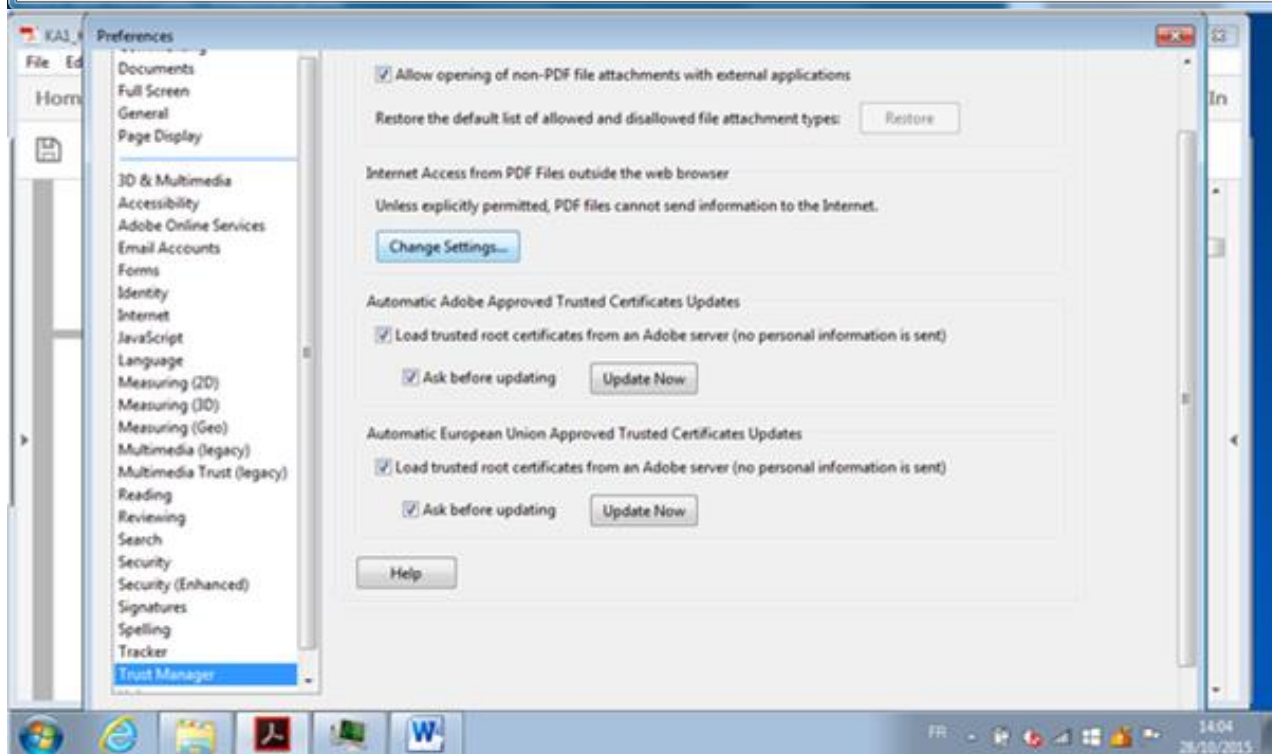 KA1_
Preferences
File Ed
Hom
In
Documents
Full Screen
General
Page Display
3D & Multimedia
Accessibility
Adobe Online Services
Email Accounts
Forms
Identity
Internet
JavaScript
Language
Measuring (2D)
Measuring (3D)
Measuring (Geo)
Multimedia (legacy)
Multimedia Trust (legacy)
Reading
Reviewing
Search
Security
Security (Enhanced)
Signatures
Spelling
Tracker
Trust Manager
Allow opening of non-PDF file attachments with external applications
Restore the default list of allowed and disallowed file attachment types: Restore
Internet Access from PDF Files outside the web browser
Unless explicitly permitted, PDF files cannot send information to the Internet.
Change Settings...
Automatic Adobe Approved Trusted Certificates Updates
Load trusted root certificates from an Adobe server (no personal information is sent)
Ask before updating Update Now
Automatic European Union Approved Trusted Certificates Updates
Load trusted root certificates from an Adobe server (no personal information is sent)
Ask before updating Update Now
Help
FR
14:04
28/10/2015